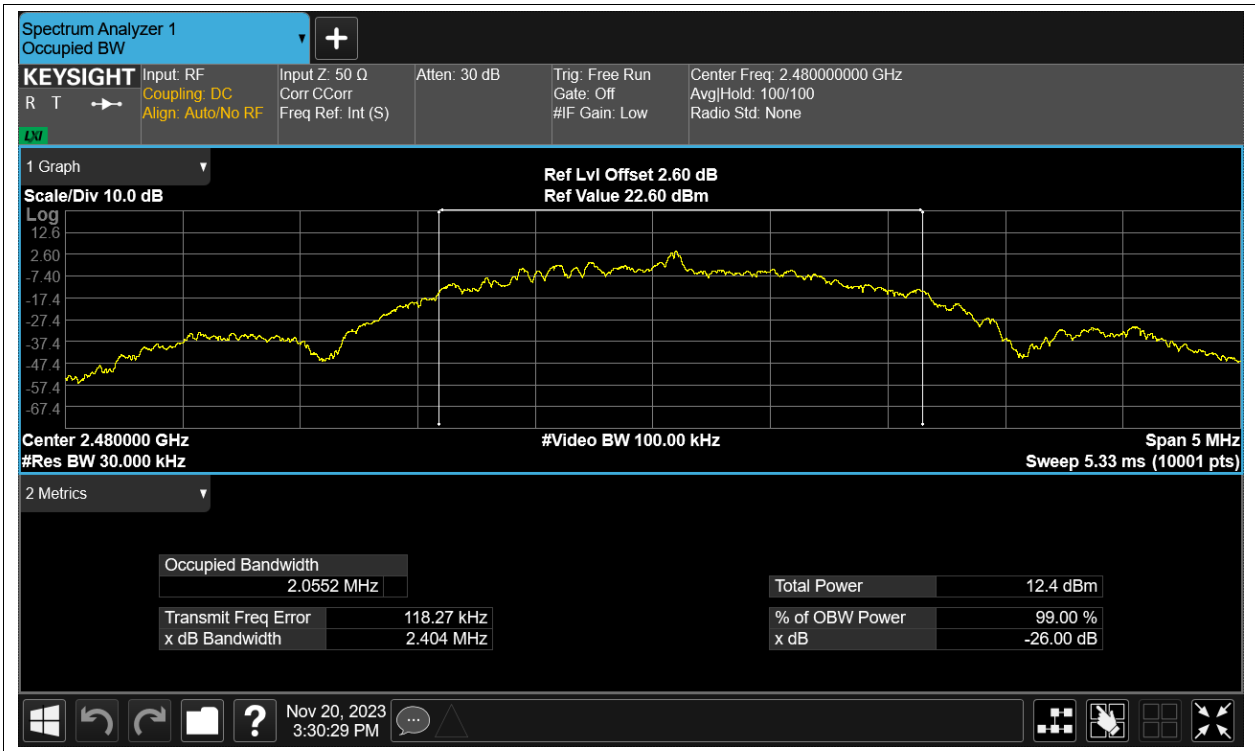 Spectrum Analyzer 1
Occupied BW
KEYSIGHT
R T
LXI
Input: RF
Coupling: DC
Align: Auto/No RF
Input Z: 50 Ω
Corr CCorr
Freq Ref: Int (S)
Atten: 30 dB
Trig: Free Run
Gate: Off
#IF Gain: Low
Center Freq: 2.480000000 GHz
Avg|Hold: 100/100
Radio Std: None
1 Graph
Scale/Div 10.0 dB
Ref Lvl Offset 2.60 dB
Ref Value 22.60 dBm
Log
12.6
2.60
-7.40
-17.4
-27.4
-37.4
-47.4
-57.4
-67.4
Center 2.480000 GHz
#Video BW 100.00 kHz
Span 5 MHz
#Res BW 30.000 kHz
Sweep 5.33 ms (10001 pts)
2 Metrics
Occupied Bandwidth
2.0552 MHz
Total Power 12.4 dBm
Transmit Freq Error 118.27 kHz
% of OBW Power 99.00 %
x dB Bandwidth 2.404 MHz
x dB -26.00 dB
?
Nov 20, 2023
3:30:29 PM